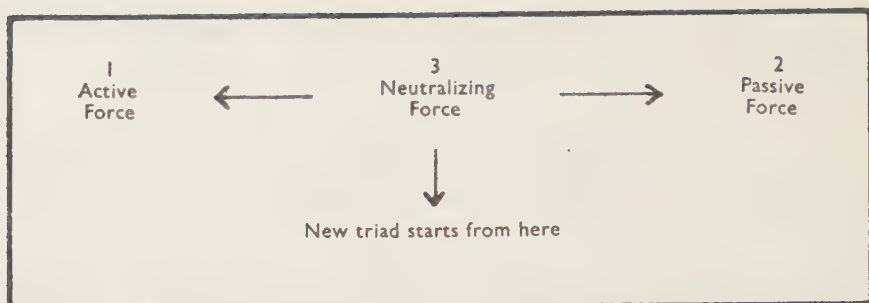 1 3 2
Active Neutralizing Passive
Force Force Force
New triad starts from here